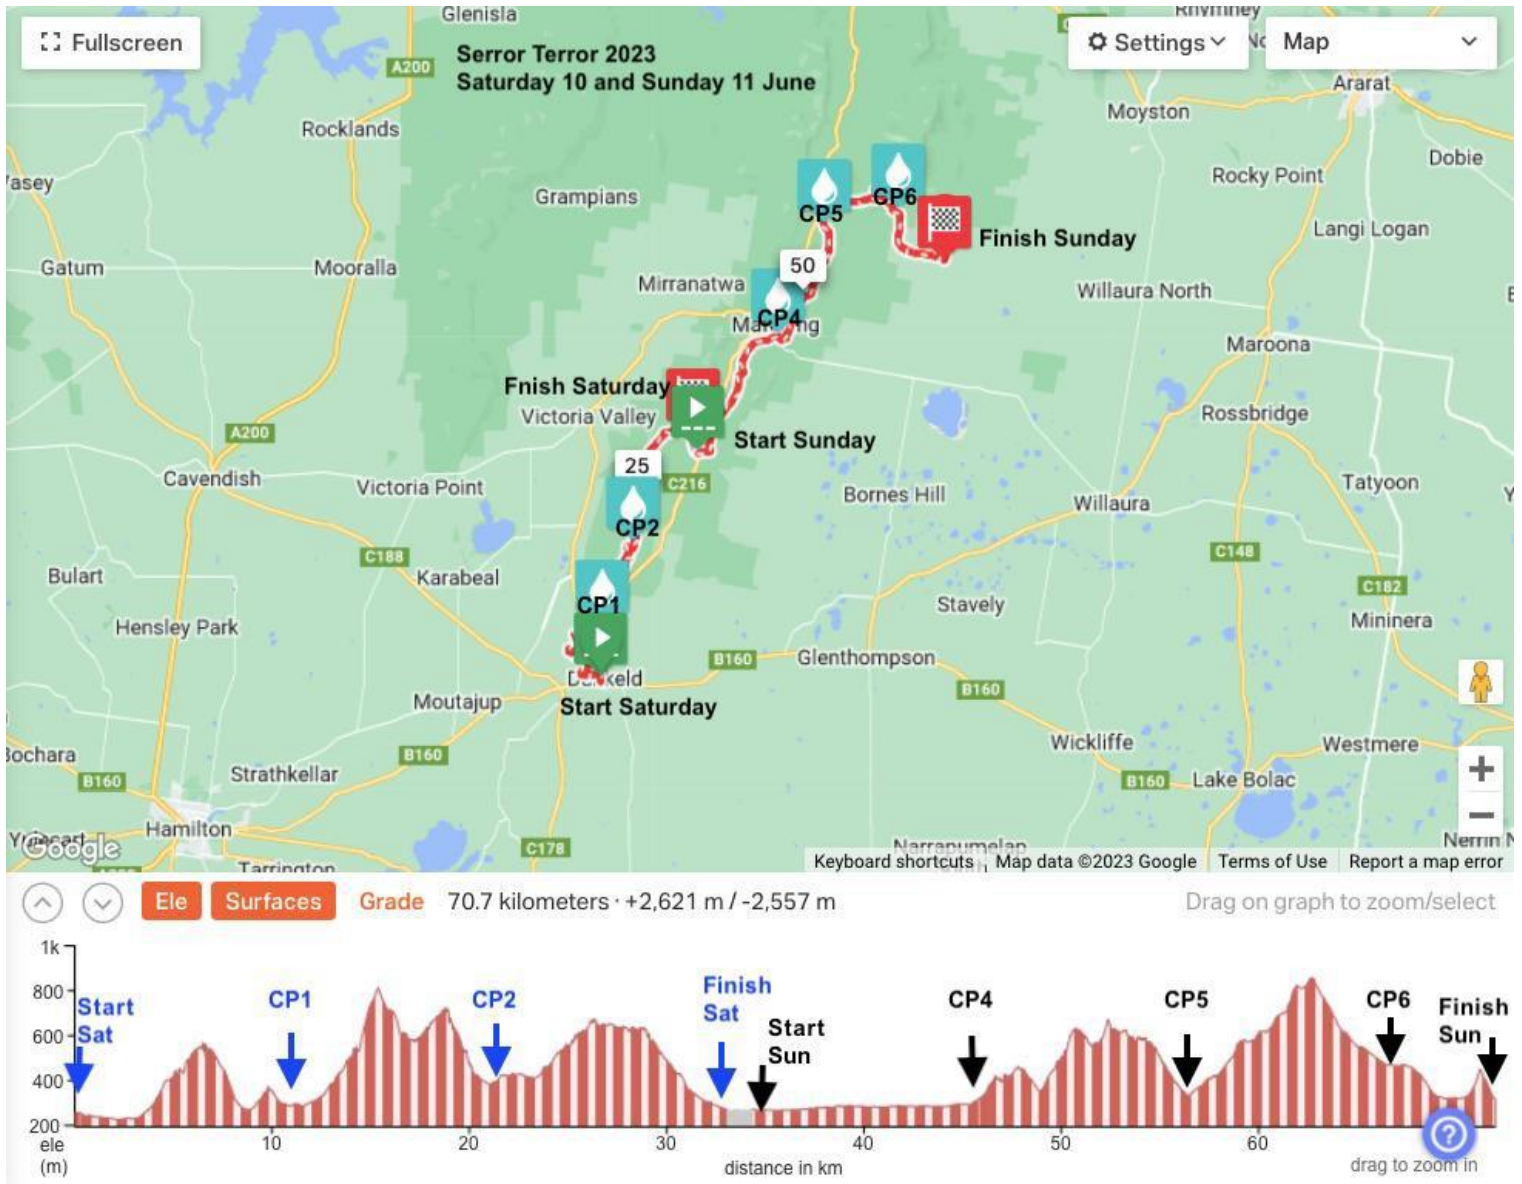 Glenisla
Rhymney
Fullscreen
Settings
Map
Serror Terror 2023
Saturday 10 and Sunday 11 June
A200
Ararat
Moyston
Rocklands
Dobie
Rocky Point
Grampians
CP5
CP6
Langi Logan
Finish Sunday
Gatum
Mooralla
50
Mirranatwa
Willaura North
CP4
Maroona
Fnish Saturday
Victoria Valley
Rossbridge
A200
Start Sunday
25
Cavendish
Victoria Point
C216
Bornes Hill
Tatyoon
Willaura
CP2
C188
C148
Bulart
Karabeal
C182
CP1
Stavely
Hensley Park
Mininera
B160
Glenthompson
Moutajup
B160
Start Saturday
Wickliffe
Westmere
B160
Strathkellar
B160
B160
Lake Bolac
Hamilton
Google
C178
Narrapumelap
Tarrington
Keyboard shortcuts
Map data ©2023 Google
Terms of Use
Report a map error
Ele
Surfaces
Grade
70.7 kilometers · +2,621 m / -2,557 m
Drag on graph to zoom/select
1k
800
600
400
200
ele
(m)
Start
Sat
CP1
CP2
Finish
Sat
Start
Sun
CP4
CP5
CP6
Finish
Sun
10
20
30
40
50
60
distance in km
drag to zoom in
?